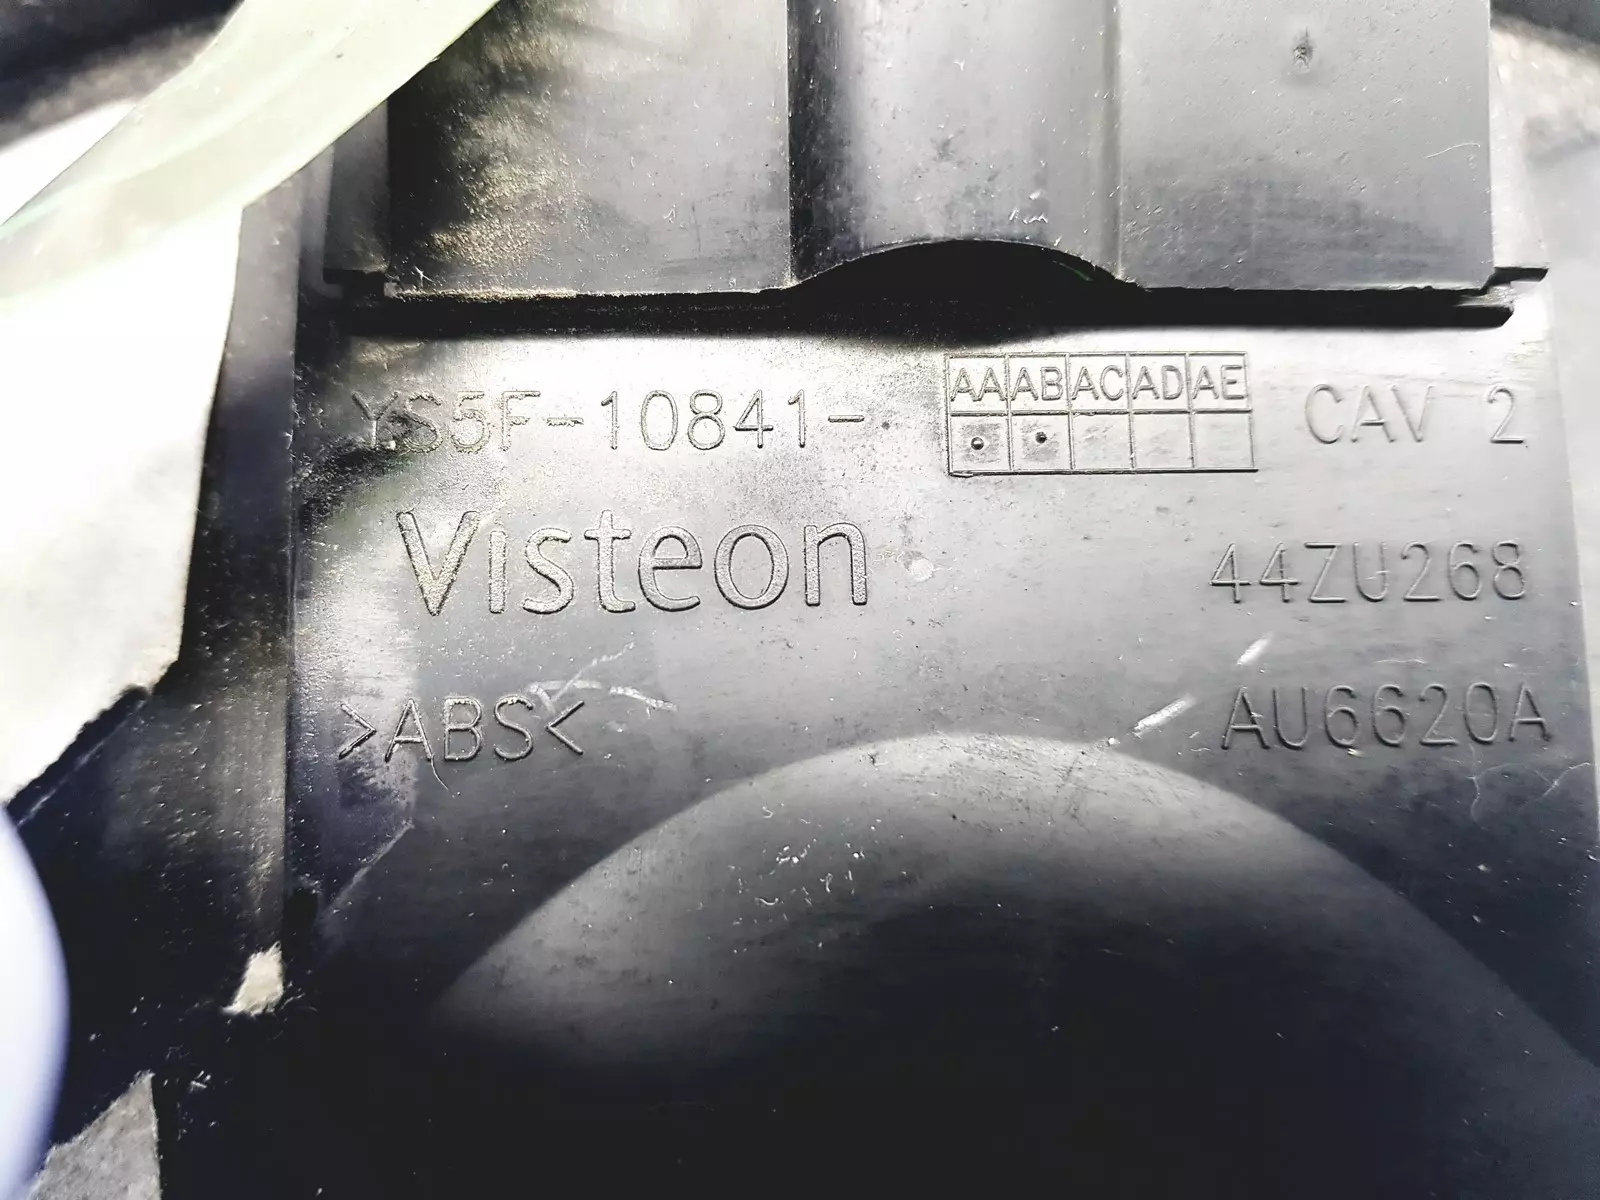 YS5F-10841- AA AB AC AD AE CAV 2
Visteon 44ZU268
>ABS< AU6620A